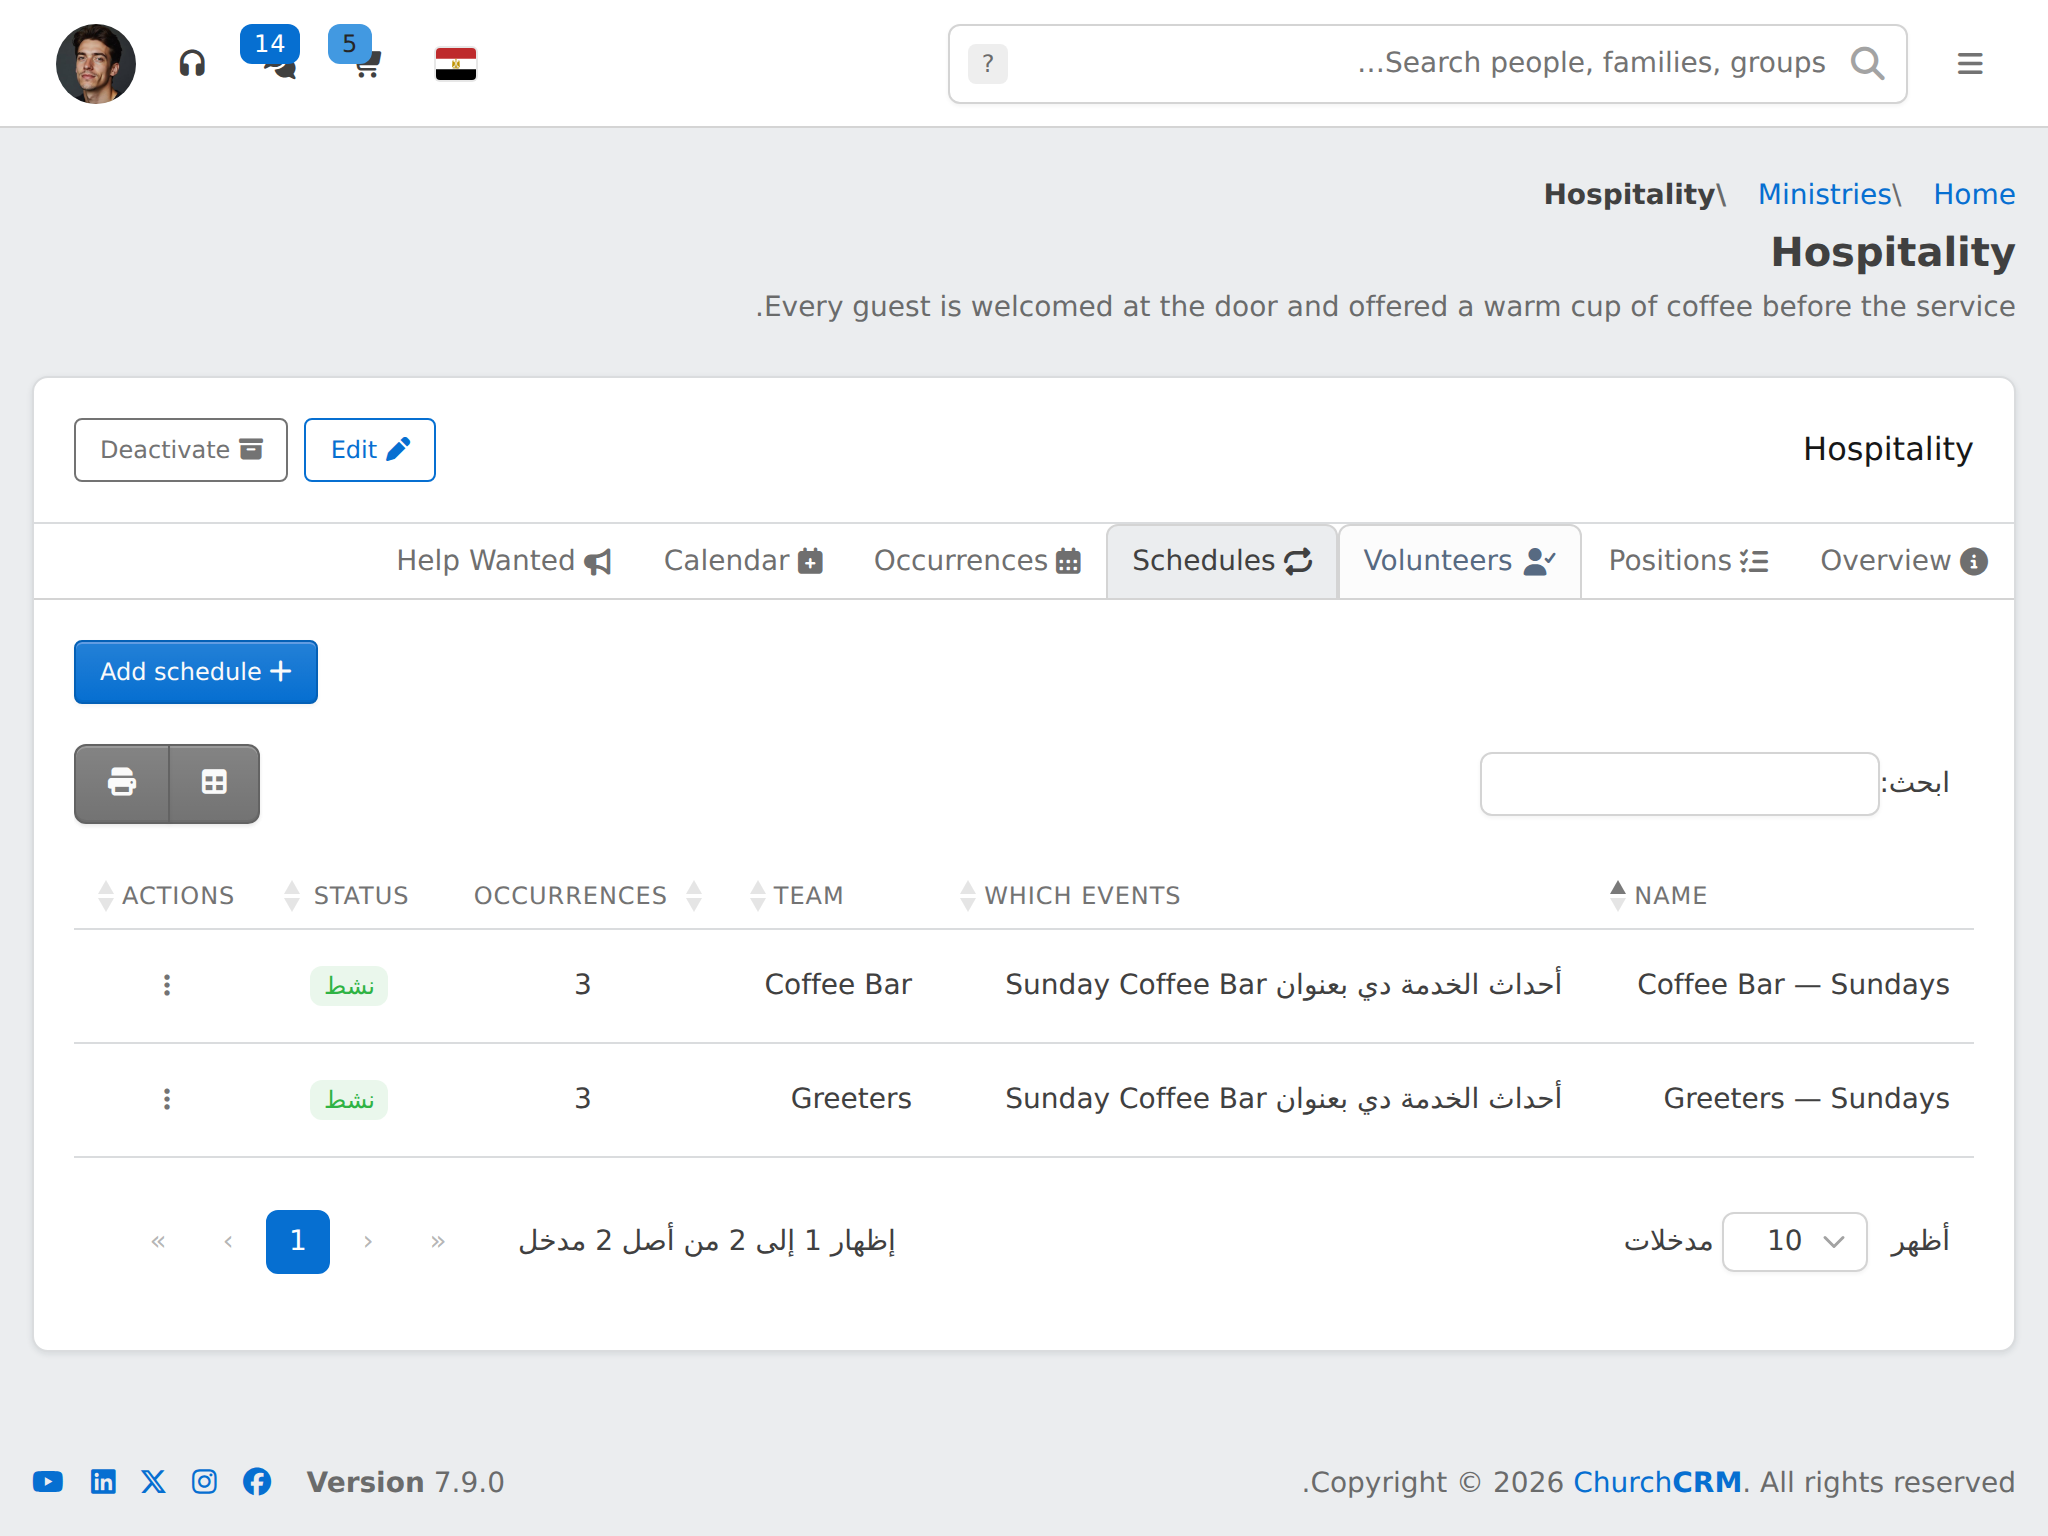 14
5
Search people, families, groups...
?
Home \ Ministries \ Hospitality
Hospitality
Every guest is welcomed at the door and offered a warm cup of coffee before the service.
Hospitality
Edit
Deactivate
Overview
Positions
Volunteers
Schedules
Occurrences
Calendar
Help Wanted
Add schedule
ابحث:
NAME
WHICH EVENTS
TEAM
OCCURRENCES
STATUS
ACTIONS
Coffee Bar — Sundays
أحداث الخدمة دي بعنوان Sunday Coffee Bar
Coffee Bar
3
نشط
Greeters — Sundays
أحداث الخدمة دي بعنوان Sunday Coffee Bar
Greeters
3
نشط
أظهر 10 مدخلات
إظهار 1 إلى 2 من أصل 2 مدخل
« ‹ 1 › »
Copyright © 2026 ChurchCRM. All rights reserved.
Version 7.9.0